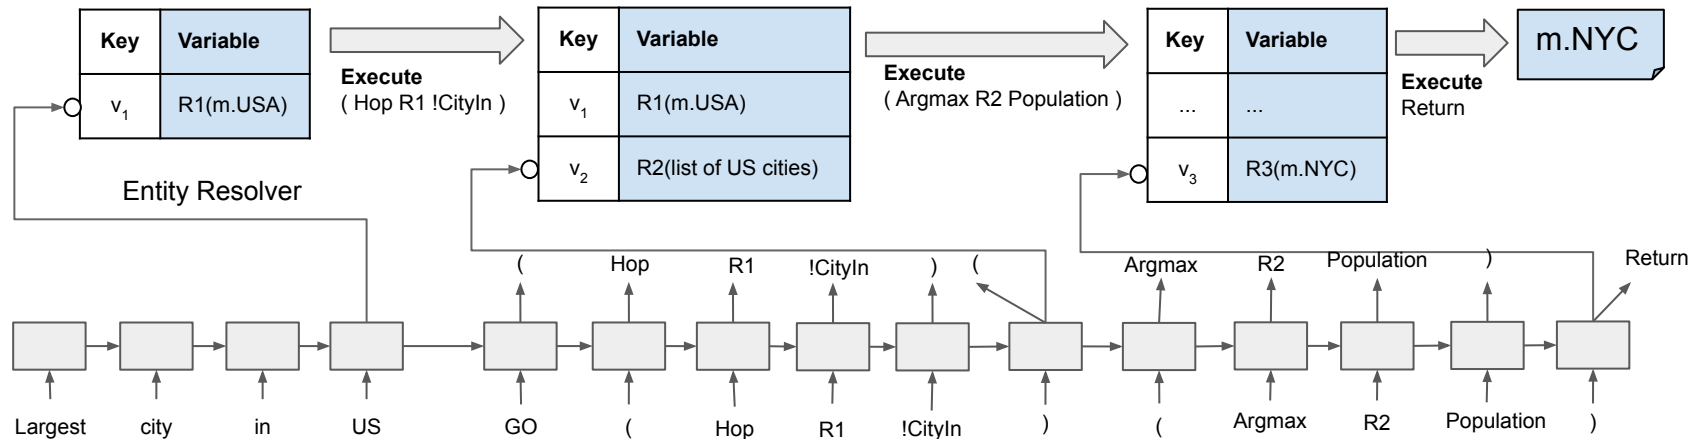 Key Variable
v1 R1(m.USA)
Execute
( Hop R1 !CityIn )
Key Variable
v1 R1(m.USA)
v2 R2(list of US cities)
Execute
( Argmax R2 Population )
Key Variable
... ...
v3 R3(m.NYC)
Execute
Return
m.NYC
Entity Resolver
( Hop R1 !CityIn ) ( Argmax R2 Population ) Return
Largest city in US GO ( Hop R1 !CityIn ) ( Argmax R2 Population )